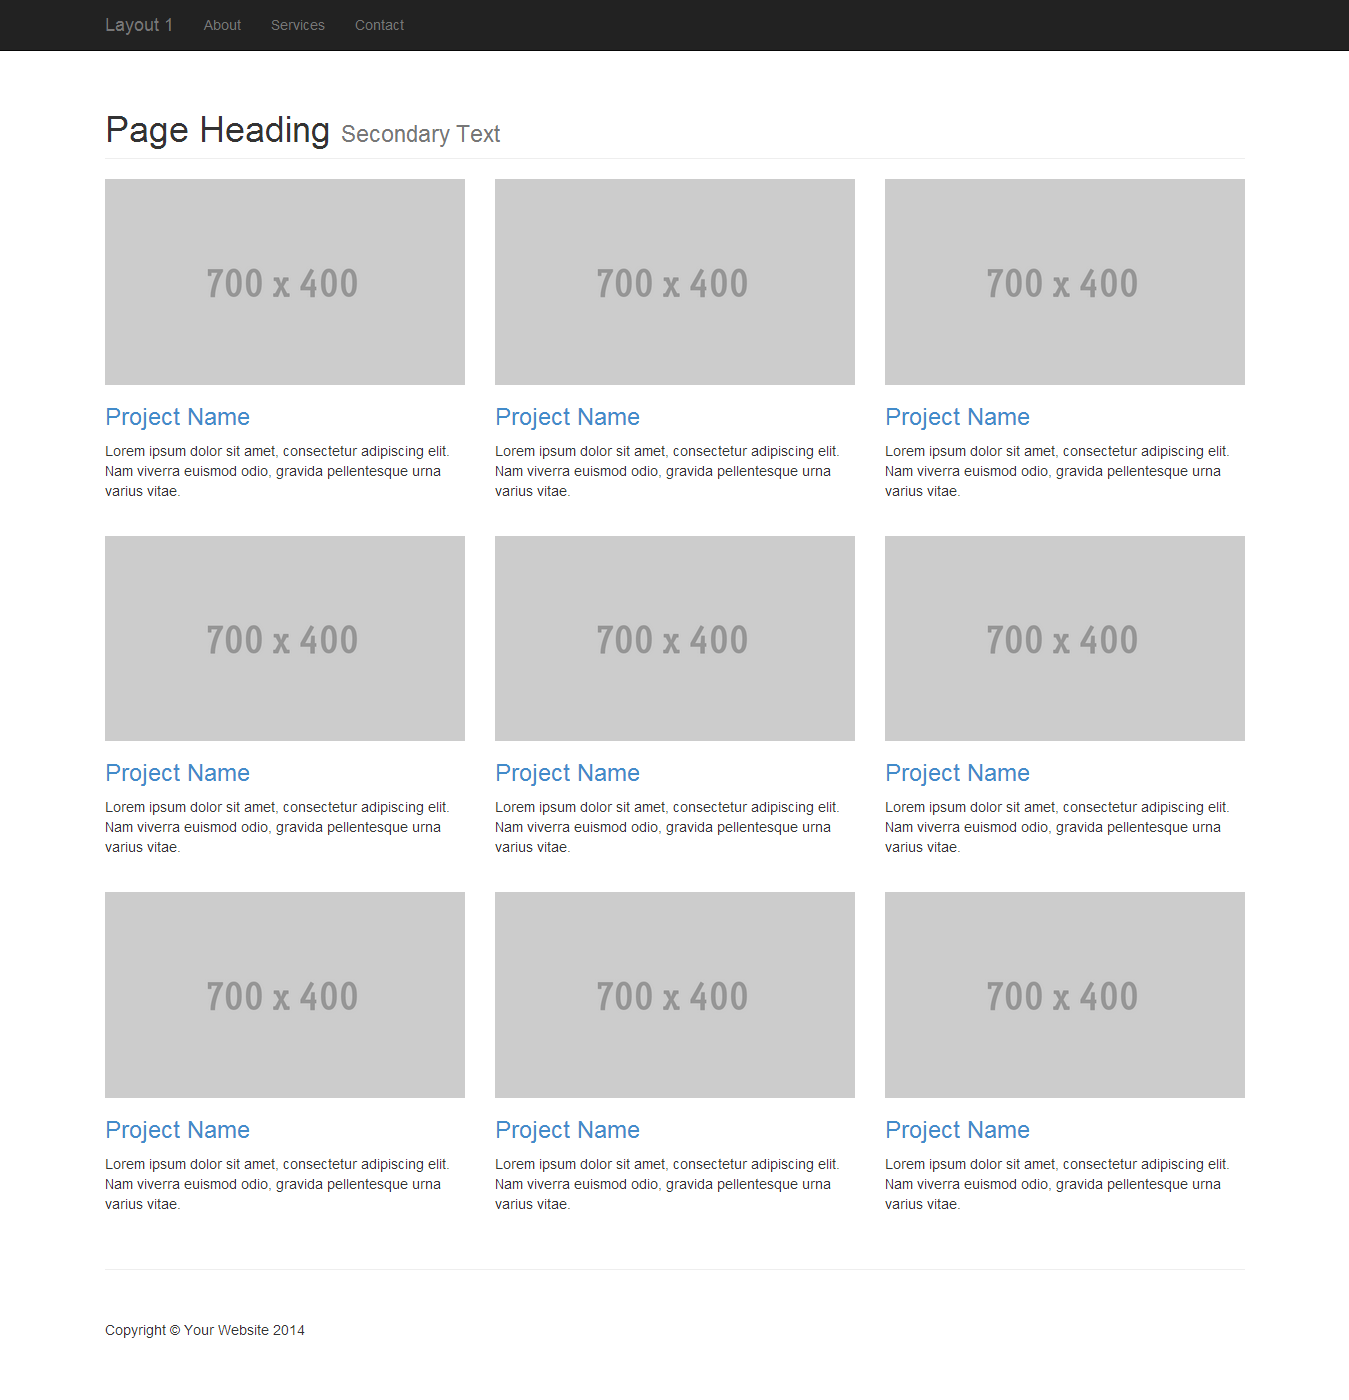 Layout 1 About Services Contact
Page Heading Secondary Text
700 x 400 700 x 400 700 x 400
Project Name Project Name Project Name
Lorem ipsum dolor sit amet, consectetur adipiscing elit. Lorem ipsum dolor sit amet, consectetur adipiscing elit. Lorem ipsum dolor sit amet, consectetur adipiscing elit.
Nam viverra euismod odio, gravida pellentesque urna Nam viverra euismod odio, gravida pellentesque urna Nam viverra euismod odio, gravida pellentesque urna
varius vitae. varius vitae. varius vitae.
700 x 400 700 x 400 700 x 400
Project Name Project Name Project Name
Lorem ipsum dolor sit amet, consectetur adipiscing elit. Lorem ipsum dolor sit amet, consectetur adipiscing elit. Lorem ipsum dolor sit amet, consectetur adipiscing elit.
Nam viverra euismod odio, gravida pellentesque urna Nam viverra euismod odio, gravida pellentesque urna Nam viverra euismod odio, gravida pellentesque urna
varius vitae. varius vitae. varius vitae.
700 x 400 700 x 400 700 x 400
Project Name Project Name Project Name
Lorem ipsum dolor sit amet, consectetur adipiscing elit. Lorem ipsum dolor sit amet, consectetur adipiscing elit. Lorem ipsum dolor sit amet, consectetur adipiscing elit.
Nam viverra euismod odio, gravida pellentesque urna Nam viverra euismod odio, gravida pellentesque urna Nam viverra euismod odio, gravida pellentesque urna
varius vitae. varius vitae. varius vitae.
Copyright © Your Website 2014